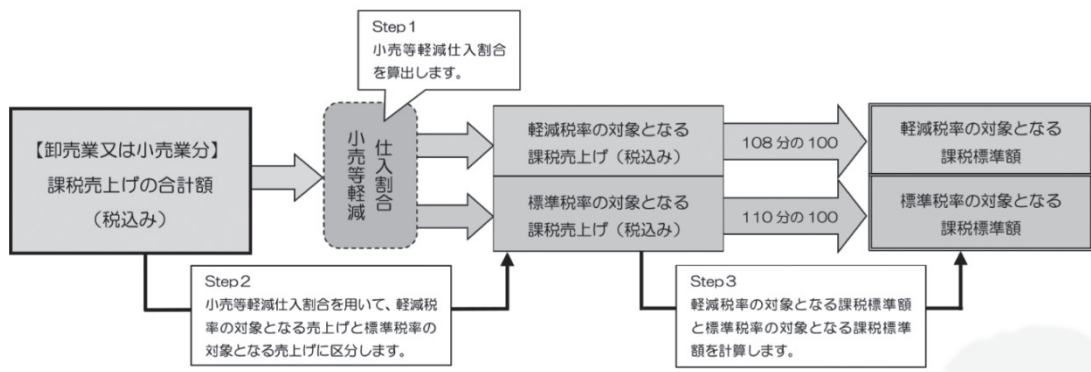 Step1
小売等軽減仕入割合
を算出します。
【卸売業又は小売業分】
課税売上げの合計額
（税込み）
小売等軽減
仕入割合
軽減税率の対象となる
課税売上げ（税込み）
108分の100
軽減税率の対象となる
課税標準額
標準税率の対象となる
課税売上げ（税込み）
110分の100
標準税率の対象となる
課税標準額
Step2
小売等軽減仕入割合を用いて、軽減税
率の対象となる売上げと標準税率の
対象となる売上げに区分します。
Step3
軽減税率の対象となる課税標準額
と標準税率の対象となる課税標準
額を計算します。